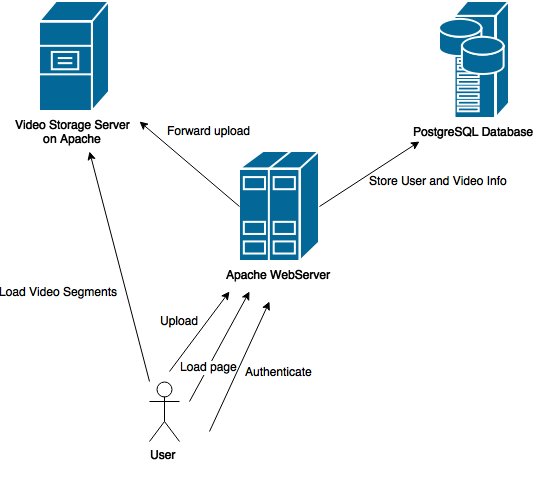 Video Storage Server
on Apache
PostgreSQL Database
Forward upload
Store User and Video Info
Apache WebServer
Load Video Segments
Upload
Load page
Authenticate
User